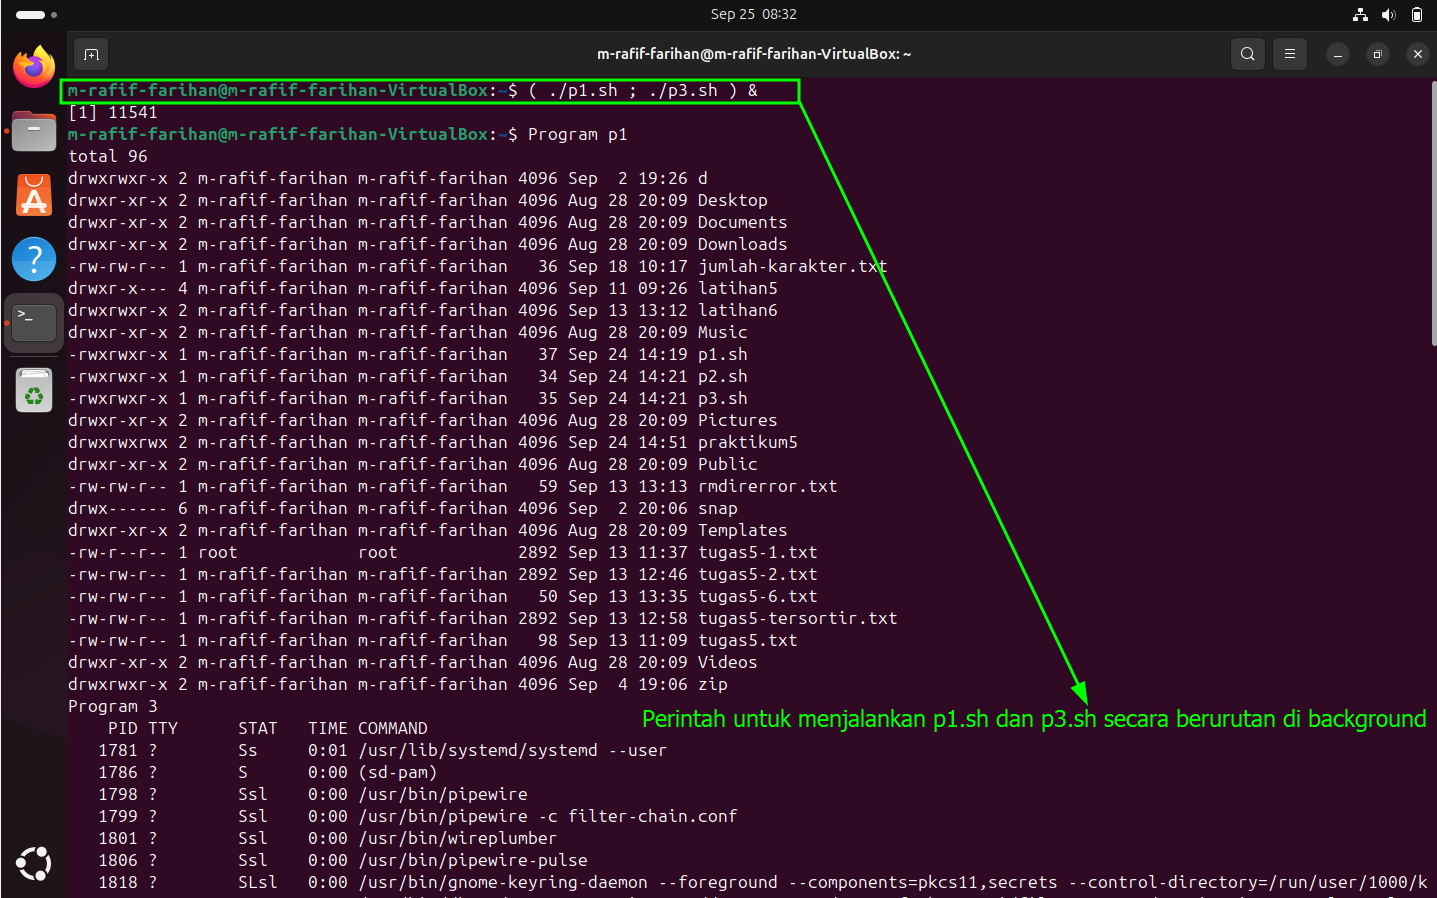 Sep 25 08:32
m-rafif-farihan@m-rafif-farihan-VirtualBox: ~
m-rafif-farihan@m-rafif-farihan-VirtualBox:~$ ( ./p1.sh ; ./p3.sh ) &
[1] 11541
m-rafif-farihan@m-rafif-farihan-VirtualBox:~$ Program p1
total 96
drwxrwxr-x 2 m-rafif-farihan m-rafif-farihan 4096 Sep  2 19:26 d
drwxr-xr-x 2 m-rafif-farihan m-rafif-farihan 4096 Aug 28 20:09 Desktop
drwxr-xr-x 2 m-rafif-farihan m-rafif-farihan 4096 Aug 28 20:09 Documents
drwxr-xr-x 2 m-rafif-farihan m-rafif-farihan 4096 Aug 28 20:09 Downloads
-rw-rw-r-- 1 m-rafif-farihan m-rafif-farihan   36 Sep 18 10:17 jumlah-karakter.txt
drwxr-x--- 4 m-rafif-farihan m-rafif-farihan 4096 Sep 11 09:26 latihan5
drwxrwxr-x 2 m-rafif-farihan m-rafif-farihan 4096 Sep 13 13:12 latihan6
drwxr-xr-x 2 m-rafif-farihan m-rafif-farihan 4096 Aug 28 20:09 Music
-rwxrwxr-x 1 m-rafif-farihan m-rafif-farihan   37 Sep 24 14:19 p1.sh
-rwxrwxr-x 1 m-rafif-farihan m-rafif-farihan   34 Sep 24 14:21 p2.sh
-rwxrwxr-x 1 m-rafif-farihan m-rafif-farihan   35 Sep 24 14:21 p3.sh
drwxr-xr-x 2 m-rafif-farihan m-rafif-farihan 4096 Aug 28 20:09 Pictures
drwxrwxrwx 2 m-rafif-farihan m-rafif-farihan 4096 Sep 24 14:51 praktikum5
drwxr-xr-x 2 m-rafif-farihan m-rafif-farihan 4096 Aug 28 20:09 Public
-rw-rw-r-- 1 m-rafif-farihan m-rafif-farihan   59 Sep 13 13:13 rmdirerror.txt
drwx------ 6 m-rafif-farihan m-rafif-farihan 4096 Sep  2 20:06 snap
drwxr-xr-x 2 m-rafif-farihan m-rafif-farihan 4096 Aug 28 20:09 Templates
-rw-r--r-- 1 root            root            2892 Sep 13 11:37 tugas5-1.txt
-rw-rw-r-- 1 m-rafif-farihan m-rafif-farihan 2892 Sep 13 12:46 tugas5-2.txt
-rw-rw-r-- 1 m-rafif-farihan m-rafif-farihan   50 Sep 13 13:35 tugas5-6.txt
-rw-rw-r-- 1 m-rafif-farihan m-rafif-farihan 2892 Sep 13 12:58 tugas5-tersortir.txt
-rw-rw-r-- 1 m-rafif-farihan m-rafif-farihan   98 Sep 13 11:09 tugas5.txt
drwxr-xr-x 2 m-rafif-farihan m-rafif-farihan 4096 Aug 28 20:09 Videos
drwxrwxr-x 2 m-rafif-farihan m-rafif-farihan 4096 Sep  4 19:06 zip
Program 3
Perintah untuk menjalankan p1.sh dan p3.sh secara berurutan di background
PID TTY      STAT   TIME COMMAND
1781 ?        Ss     0:01 /usr/lib/systemd/systemd --user
1786 ?        S      0:00 (sd-pam)
1798 ?        Ssl    0:00 /usr/bin/pipewire
1799 ?        Ssl    0:00 /usr/bin/pipewire -c filter-chain.conf
1801 ?        Ssl    0:00 /usr/bin/wireplumber
1806 ?        Ssl    0:00 /usr/bin/pipewire-pulse
1818 ?        SLsl   0:00 /usr/bin/gnome-keyring-daemon --foreground --components=pkcs11,secrets --control-directory=/run/user/1000/k